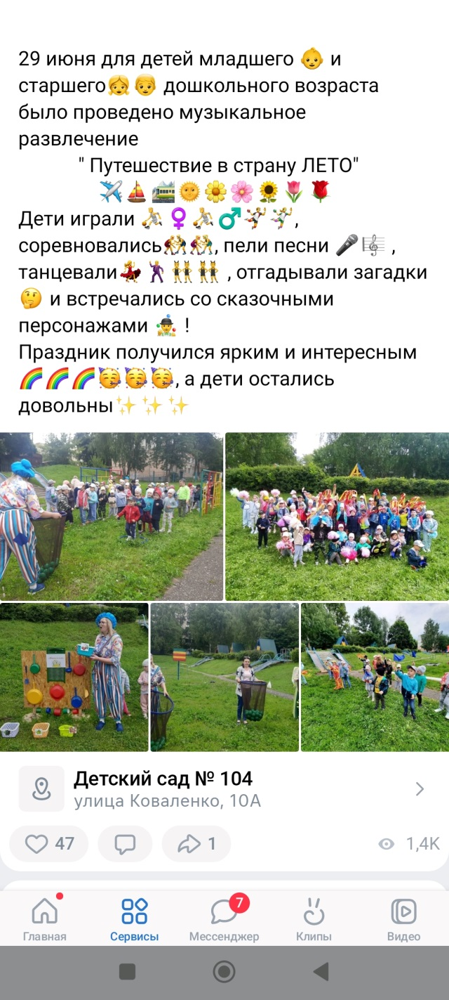 29 июня для детей младшего 👶 и
старшего👧👦 дошкольного возраста
было проведено музыкальное
развлечение
" Путешествие в страну ЛЕТО"
✈️⛵🚞🌞🌼🌸🌻🌷🌹
Дети играли ⛹️♀️⛹️♂️🤾🤾,
соревновались🤼🤼, пели песни 🎤🎼 ,
танцевали💃🕺👯👯 , отгадывали загадки
🤔 и встречались со сказочными
персонажами 🤹 !
Праздник получился ярким и интересным
🌈🌈🌈🥳🥳🥳, а дети остались
довольны✨✨✨
Детский сад № 104
улица Коваленко, 10А
47
1
1,4K
7
Главная
Сервисы
Мессенджер
Клипы
Видео